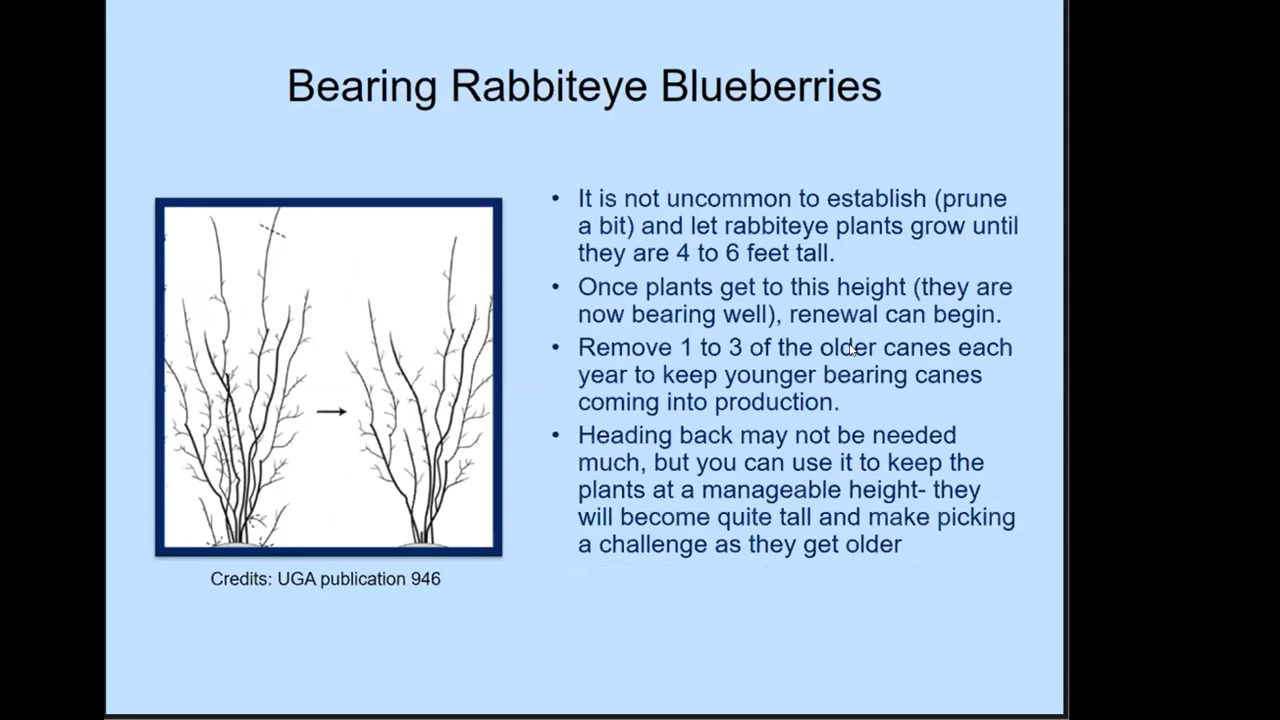 Bearing Rabbiteye Blueberries
• It is not uncommon to establish (prune
a bit) and let rabbiteye plants grow until
they are 4 to 6 feet tall.
• Once plants get to this height (they are
now bearing well), renewal can begin.
• Remove 1 to 3 of the older canes each
year to keep younger bearing canes
coming into production.
• Heading back may not be needed
much, but you can use it to keep the
plants at a manageable height- they
will become quite tall and make picking
a challenge as they get older
Credits: UGA publication 946